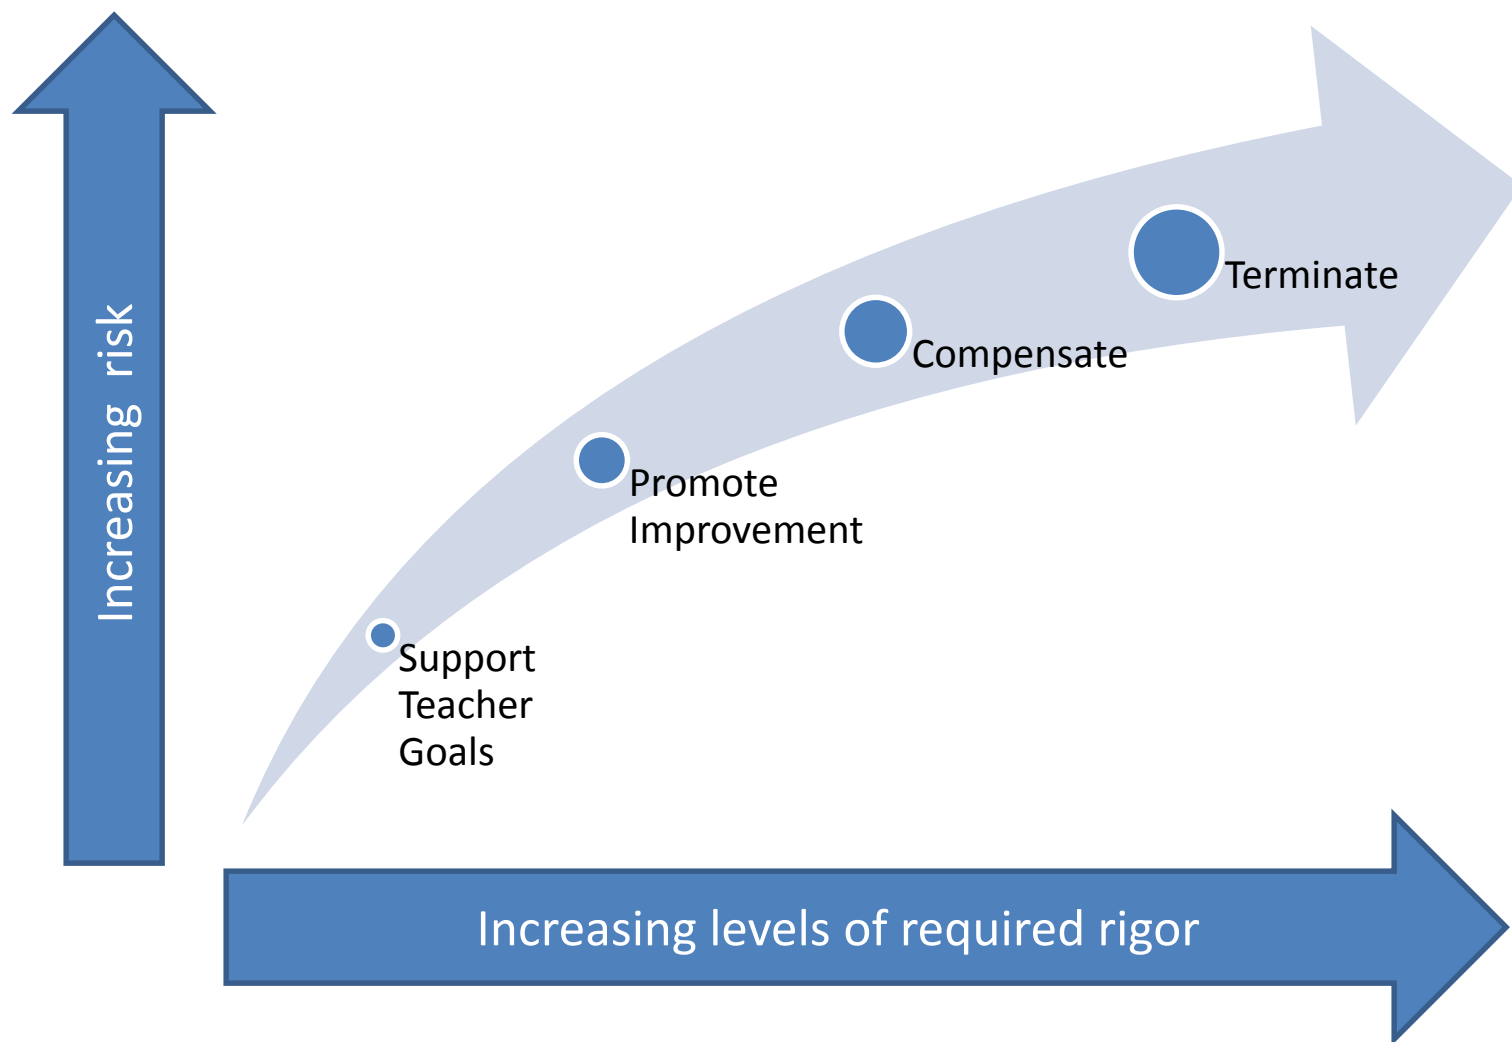 Increasing risk
Terminate
Compensate
Promote
Improvement
Support
Teacher
Goals
Increasing levels of required rigor